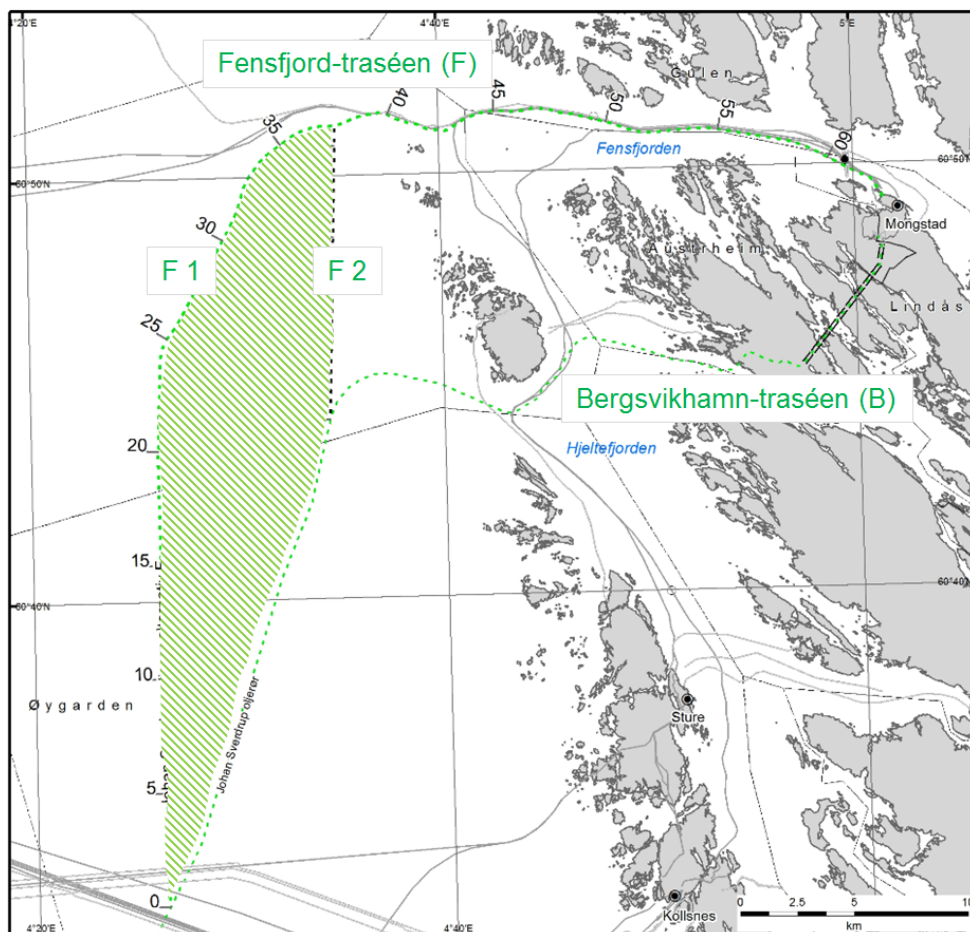 4°20'E
4°40'E
5°E
Fensfjord-traséen (F)
Gulen
35
40
45
50
55
60
Fensfjorden
60°50'N
60°50'N
Mongstad
30
Austrheim
F 1
F 2
Lindås
25
Bergsvikhamn-traséen (B)
20
Hjeltefjorden
15
60°40'N
60°40'N
10
Øygarden
Johan Sverdrup oljerør
Sture
5
0
Kollsnes
0
2.5
5
10
km
4°20'E
4°40'E